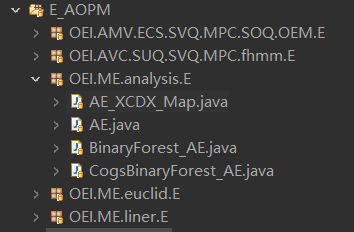 E_AOPM
OEI.AMV.ECS.SVQ.MPC.SOQ.OEM.E
OEI.AVC.SUQ.SVQ.MPC.fhmm.E
OEI.ME.analysis.E
AE_XCDX_Map.java
AE.java
BinaryForest_AE.java
CogsBinaryForest_AE.java
OEI.ME.euclid.E
OEI.ME.liner.E